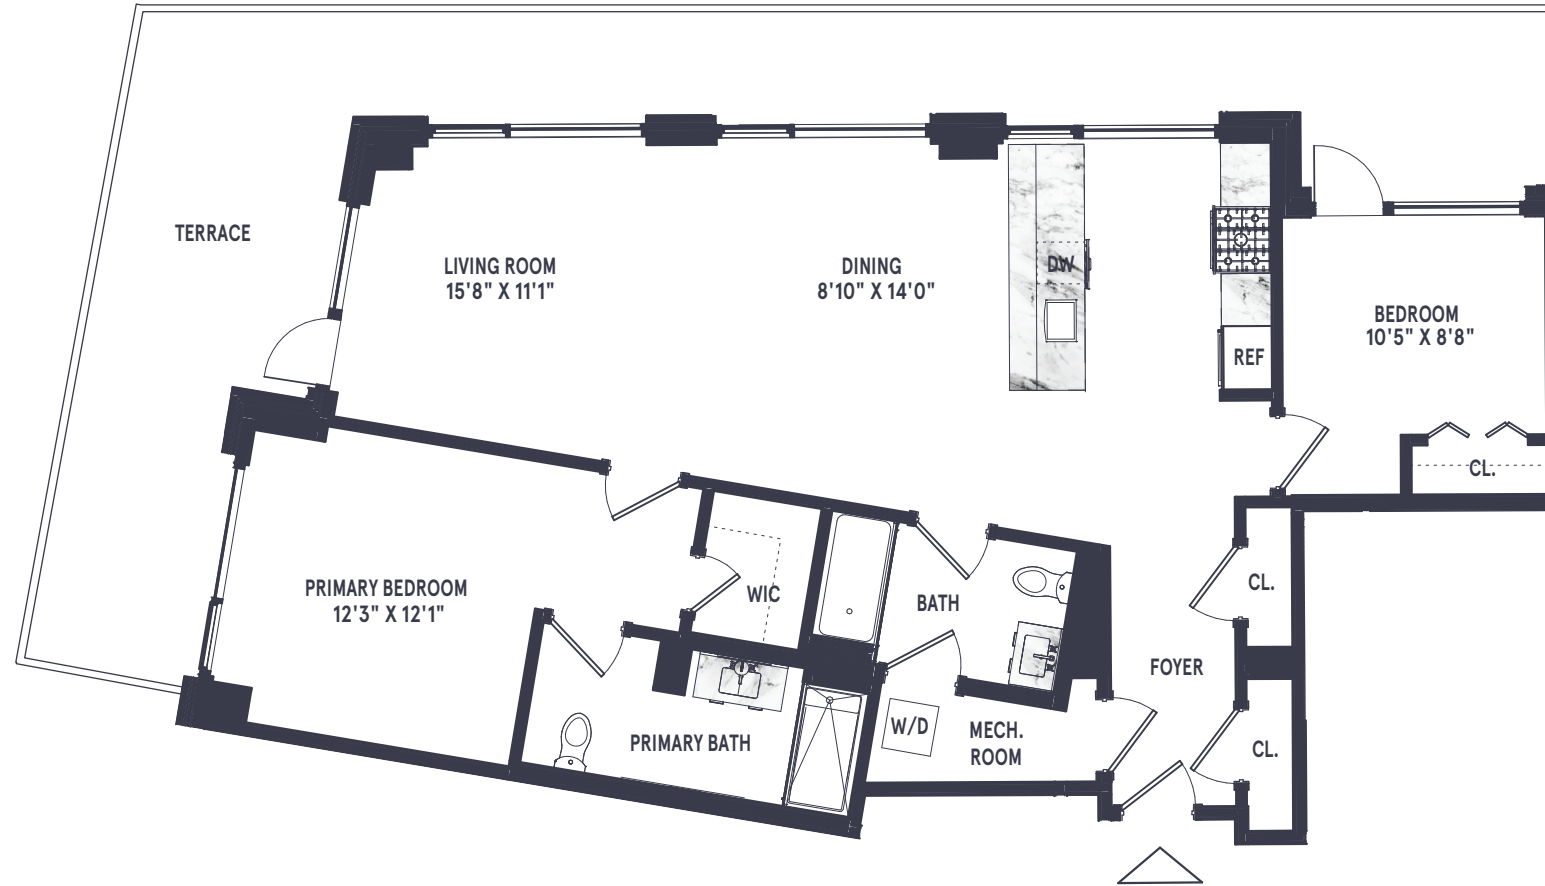 TERRACE
LIVING ROOM
15'8" X 11'1"
DINING
8'10" X 14'0"
DW
REF
BEDROOM
10'5" X 8'8"
CL.
PRIMARY BEDROOM
12'3" X 12'1"
WIC
BATH
CL.
FOYER
W/D
MECH.
ROOM
PRIMARY BATH
CL.